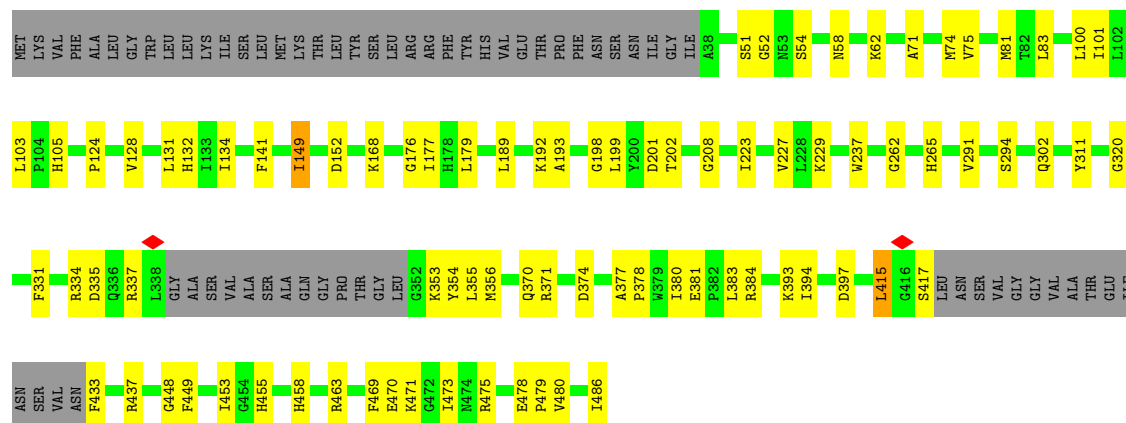 MET LYS VAL PHE ALA LEU GLY TRP LEU LEU LYS ILE SER LEU MET LYS THR LEU TYR SER LEU ARG ARG PHE TYR HIS VAL GLU THR PRO PHE ASN SER ASN ILE GLY ILE A38 S51 G52 N53 S54 N58 K62 A71 M74 V75 M81 T82 L83 L100 I101 L102
L103 P104 H105 P124 V128 L131 H132 I133 I134 F141 I149 D152 K168 G176 I177 H178 L179 L189 K192 A193 G198 L199 Y200 D201 T202 G208 I223 V227 L228 K229 W237 G262 H265 V291 S294 Q302 Y311 G320
F331 R334 D335 Q336 R337 L338 GLY ALA SER VAL ALA SER ALA GLN GLY PRO THR GLY LEU G352 K353 Y354 L355 M356 Q370 R371 D374 A377 P378 W379 I380 E381 P382 L383 R384 K393 I394 D397 L415 G416 S417 LEU ASN SER VAL GLY GLY VAL ALA THR GLU
ASN SER VAL ASN F433 R437 G448 F449 I453 G454 H455 H458 R463 F469 E470 K471 G472 I473 N474 R475 E478 P479 V480 I486